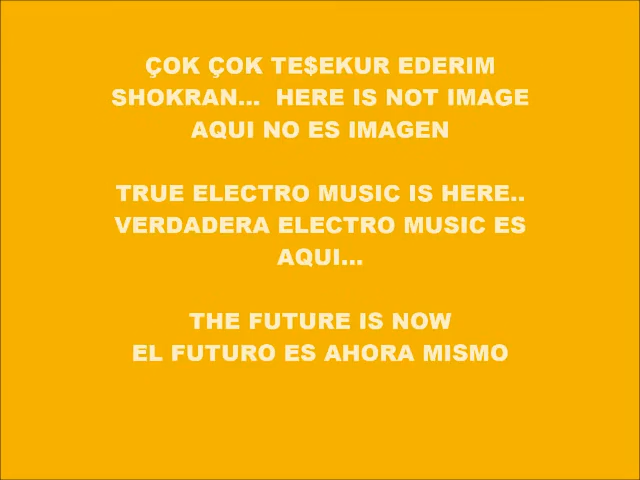 ÇOK ÇOK TE$EKUR EDERIM
SHOKRAN... HERE IS NOT IMAGE
AQUI NO ES IMAGEN
TRUE ELECTRO MUSIC IS HERE..
VERDADERA ELECTRO MUSIC ES
AQUI...
THE FUTURE IS NOW
EL FUTURO ES AHORA MISMO